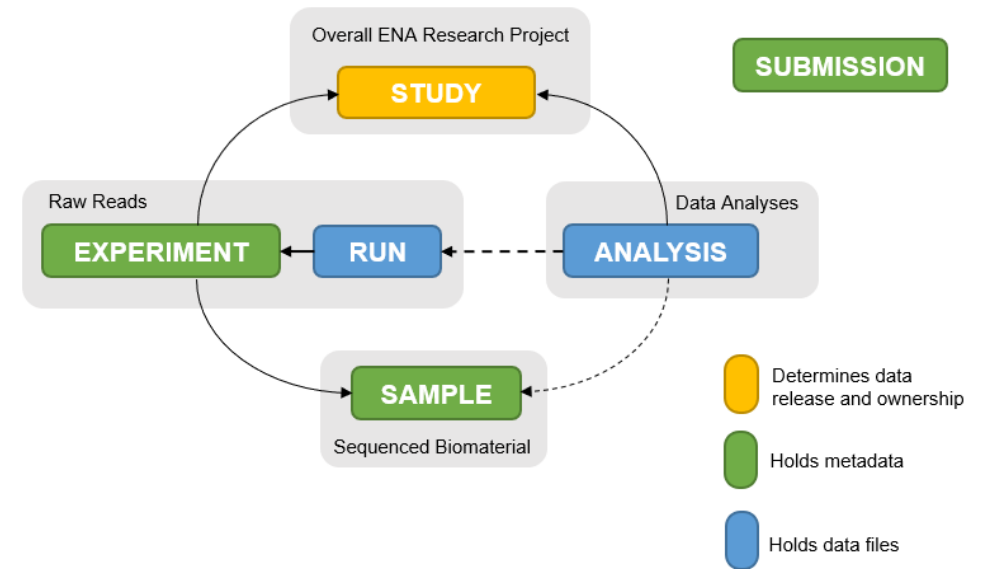 Overall ENA Research Project
STUDY
SUBMISSION
Raw Reads
EXPERIMENT
RUN
Data Analyses
ANALYSIS
SAMPLE
Sequenced Biomaterial
Determines data
release and ownership
Holds metadata
Holds data files